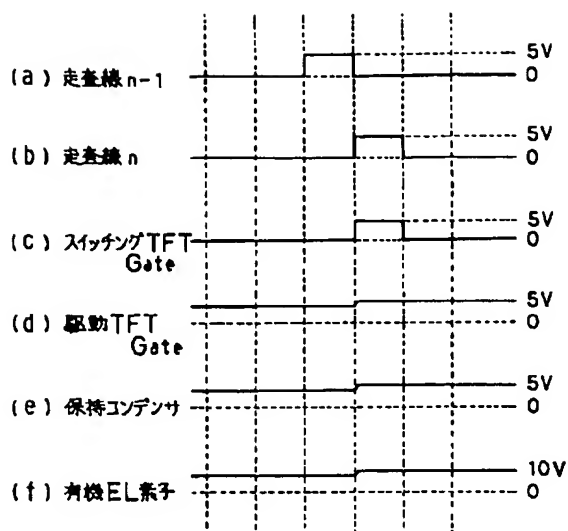 (a) 走査線n-1
5V
0
(b) 走査線n
5V
0
(c) スイッチングTFT
Gate
5V
0
(d) 駆動TFT
Gate
5V
0
(e) 保持コンデンサ
5V
0
(f) 有機EL素子
10V
0